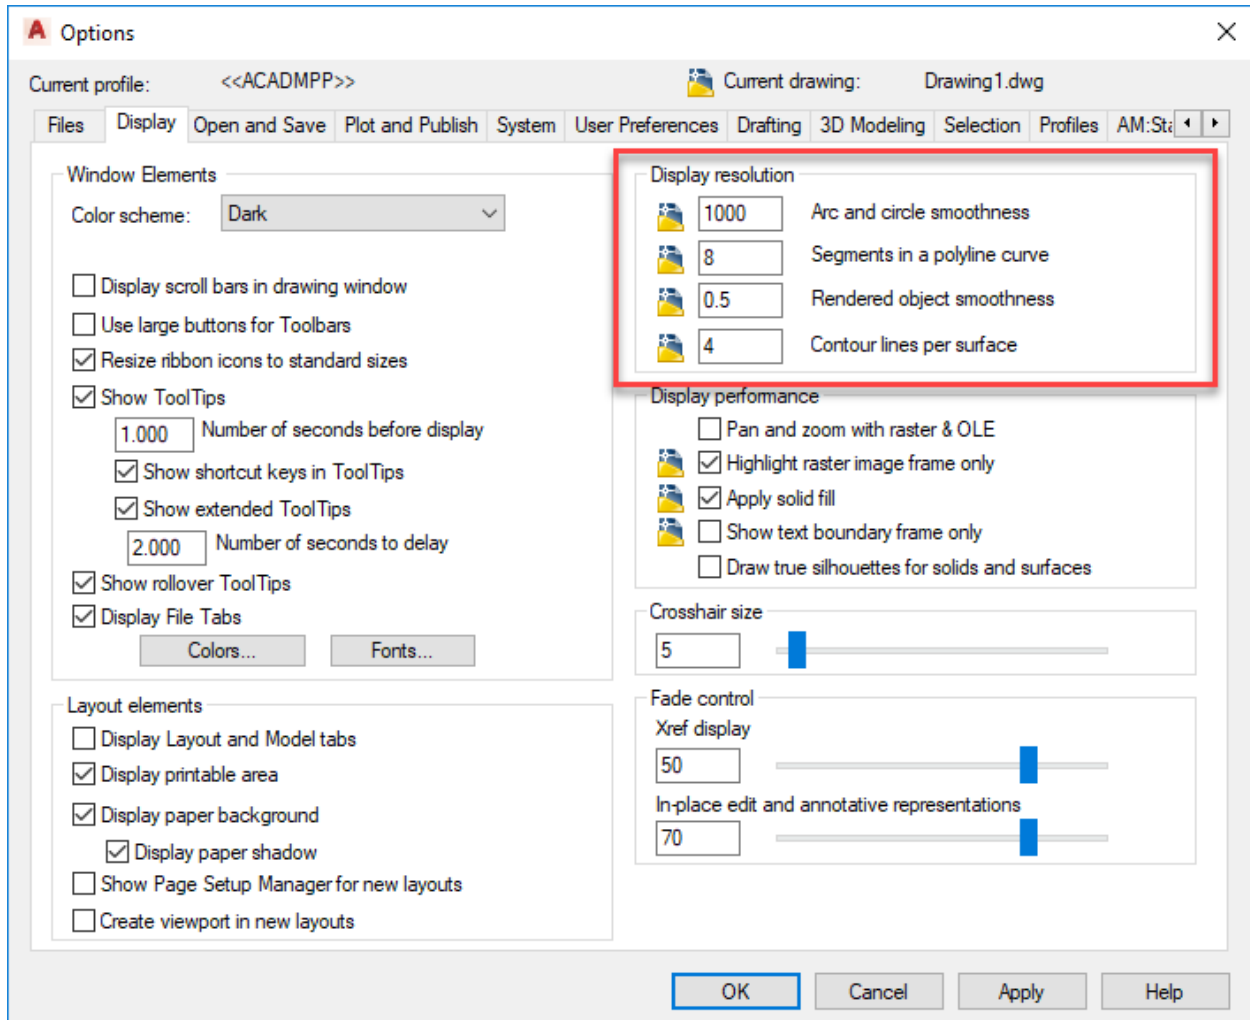 Options
Current profile: <<ACADMPP>> Current drawing: Drawing1.dwg
Files Display Open and Save Plot and Publish System User Preferences Drafting 3D Modeling Selection Profiles AM:Sta
Window Elements
Color scheme: Dark
Display scroll bars in drawing window
Use large buttons for Toolbars
Resize ribbon icons to standard sizes
Show ToolTips
1.000 Number of seconds before display
Show shortcut keys in ToolTips
Show extended ToolTips
2.000 Number of seconds to delay
Show rollover ToolTips
Display File Tabs
Colors... Fonts...
Layout elements
Display Layout and Model tabs
Display printable area
Display paper background
Display paper shadow
Show Page Setup Manager for new layouts
Create viewport in new layouts
Display resolution
1000 Arc and circle smoothness
8 Segments in a polyline curve
0.5 Rendered object smoothness
4 Contour lines per surface
Display performance
Pan and zoom with raster & OLE
Highlight raster image frame only
Apply solid fill
Show text boundary frame only
Draw true silhouettes for solids and surfaces
Crosshair size
5
Fade control
Xref display
50
In-place edit and annotative representations
70
OK Cancel Apply Help